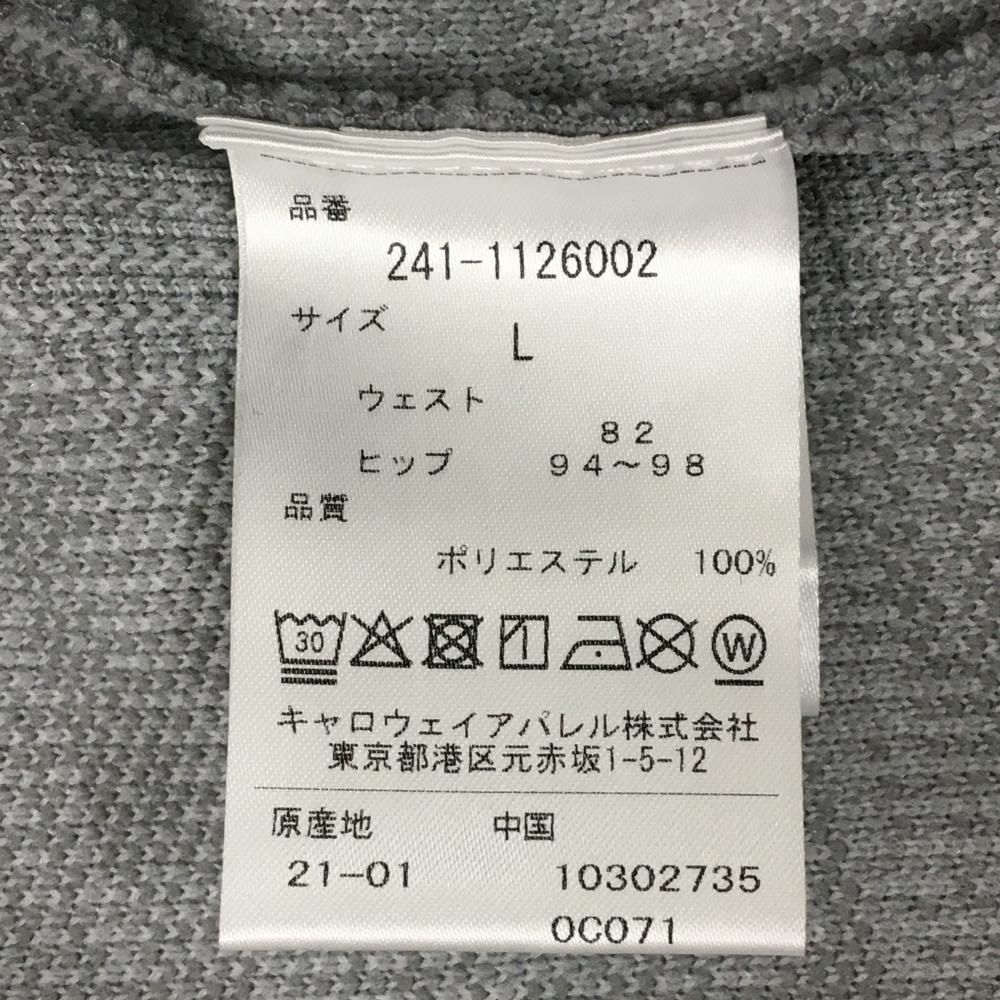 品番
241-1126002
サイズ
L
ウェスト
82
ヒップ 94～98
品質
ポリエステル 100%
30
W
キャロウェイアパレル株式会社
東京都港区元赤坂1-5-12
原産地 中国
21-01 10302735
0C071